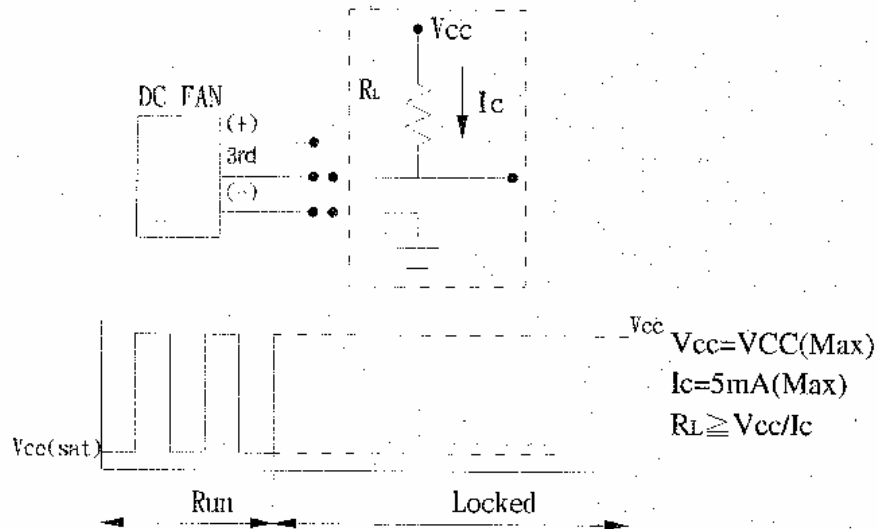 Vcc
RL
Ic
DC FAN
(+)
3rd
(-)
Vcc
Vcc=VCC(Max)
Ic=5mA(Max)
RL≧Vcc/Ic
Vce(sat)
Run
Locked